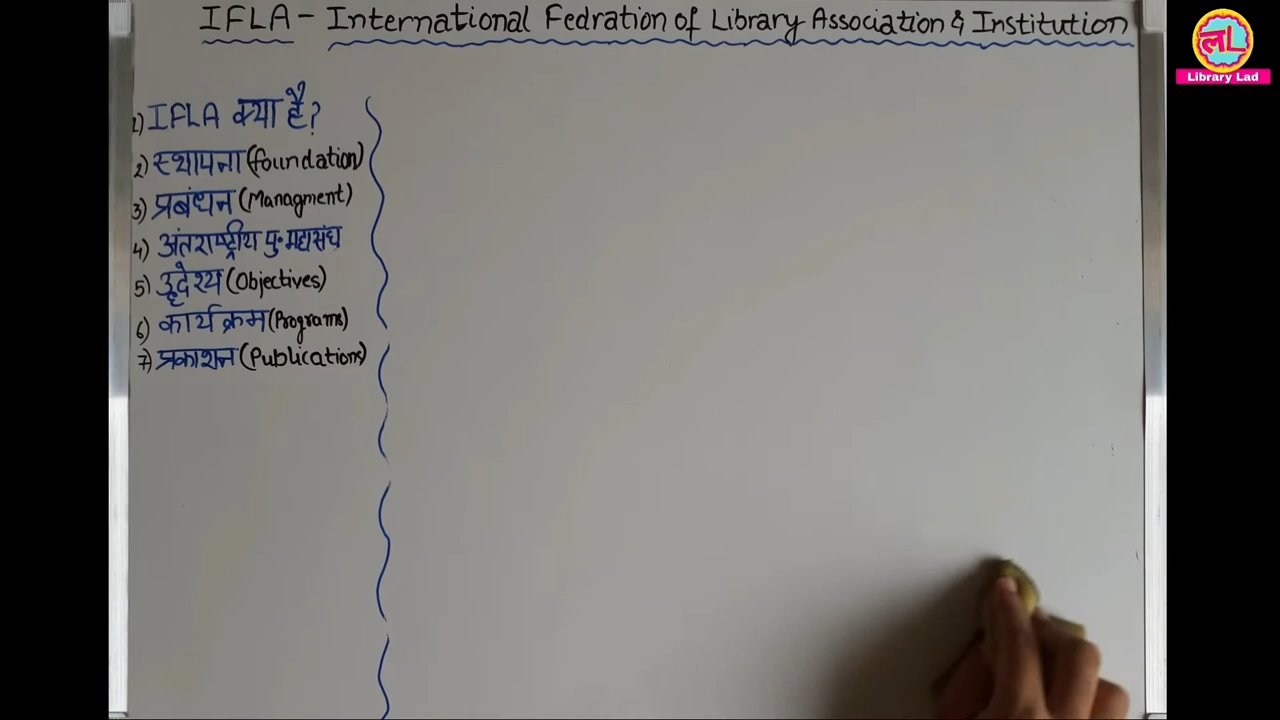 IFLA - International Fedration of Library Association & Institution
लL
Library Lad
1) IFLA क्या है?
2) स्थापना (foundation)
3) प्रबंधन (Managment)
4) अंतराष्ट्रीय पु॰ महासंघ
5) उद्देश्य (Objectives)
6) कार्यक्रम (Programs)
7) प्रकाशन (Publications)